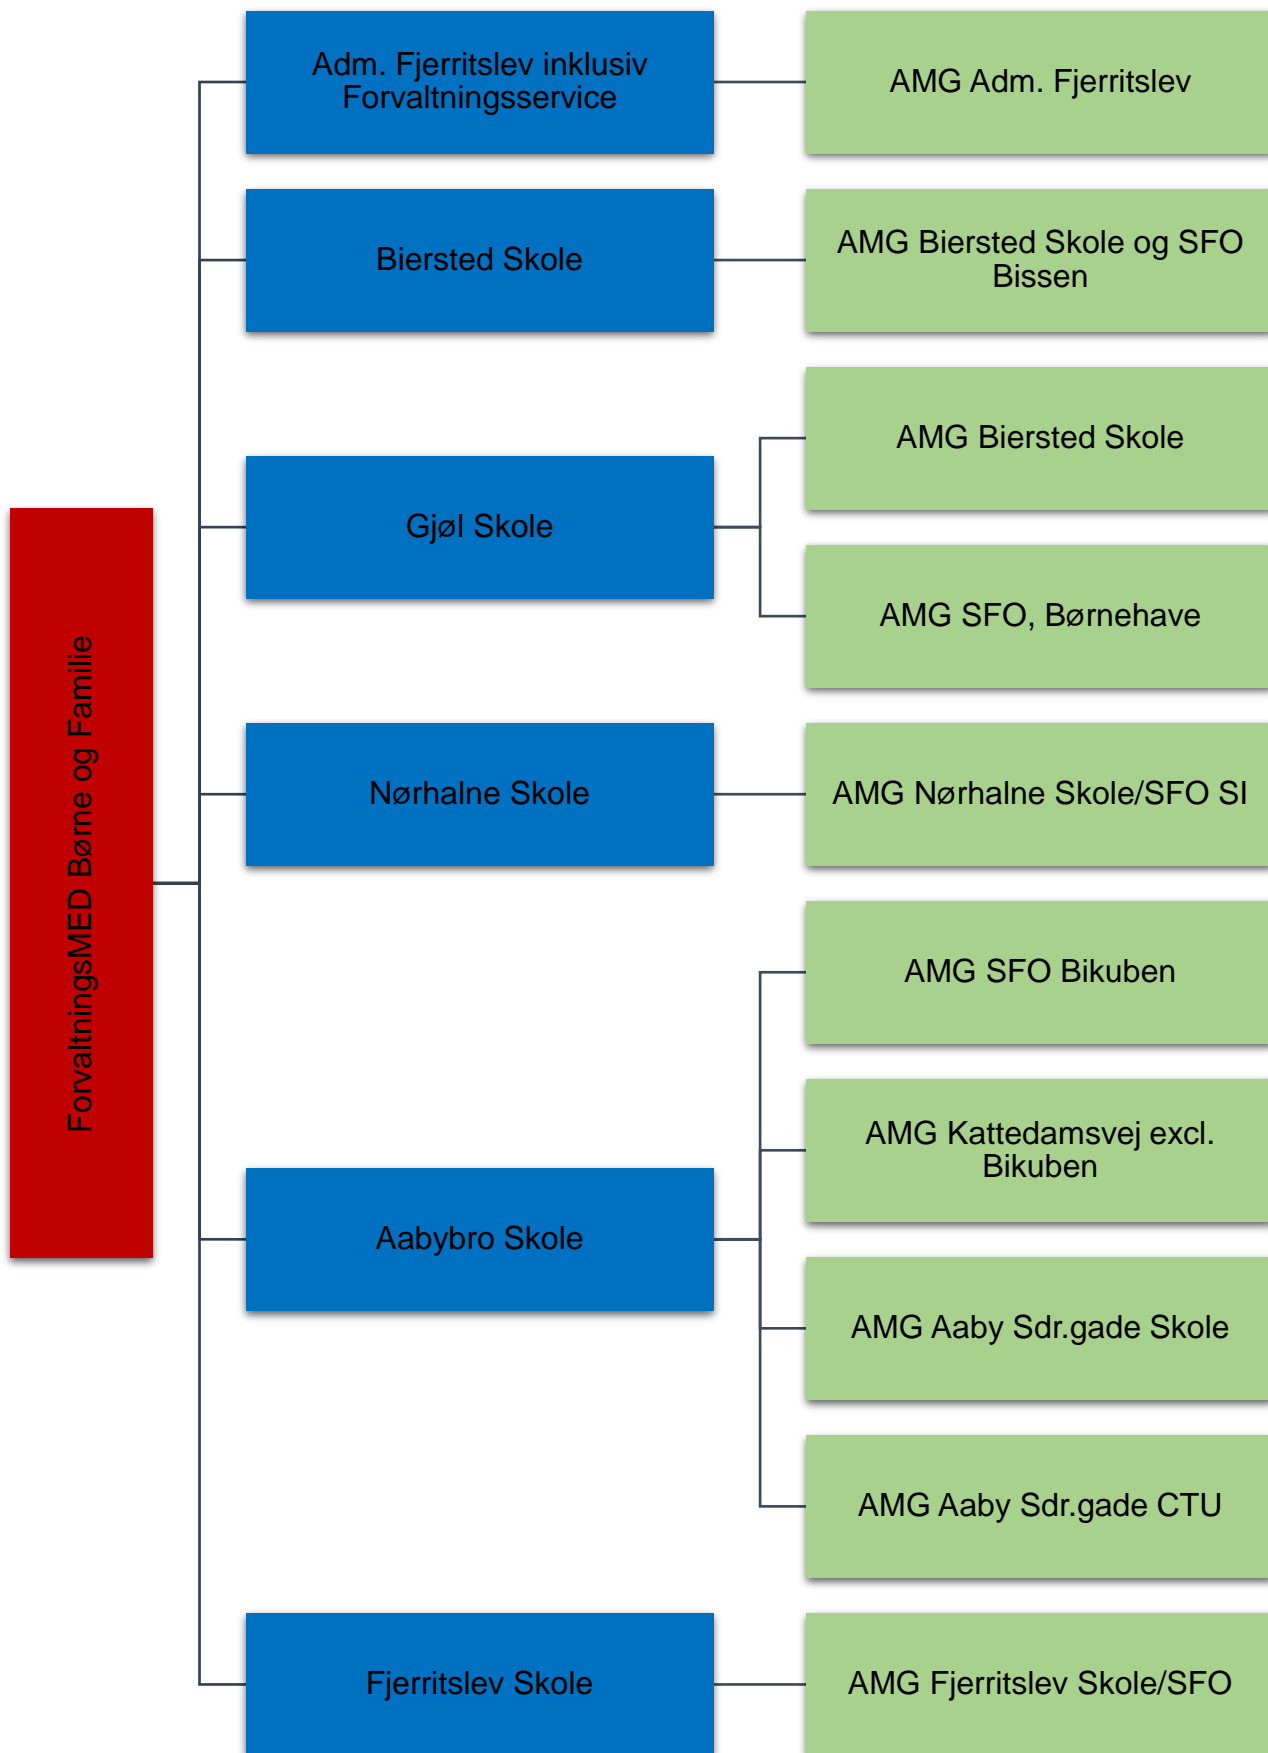 ForvaltningsMED Børne og Familie
Adm. Fjerritslev inklusiv
Forvaltningsservice
AMG Adm. Fjerritslev
Biersted Skole
AMG Biersted Skole og SFO
Bissen
Gjøl Skole
AMG Biersted Skole
AMG SFO, Børnehave
Nørhalne Skole
AMG Nørhalne Skole/SFO SI
Aabybro Skole
AMG SFO Bikuben
AMG Kattedamsvej excl.
Bikuben
AMG Aaby Sdr.gade Skole
AMG Aaby Sdr.gade CTU
Fjerritslev Skole
AMG Fjerritslev Skole/SFO